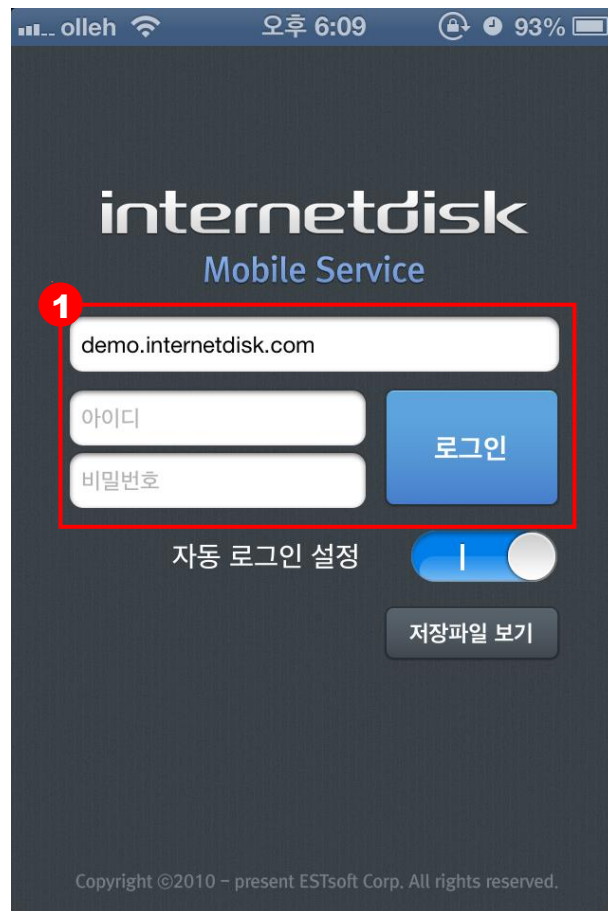 olleh 오후 6:09 93%
internetdisk
Mobile Service
1
demo.internetdisk.com
아이디
비밀번호
로그인
자동 로그인 설정
저장파일 보기
Copyright ©2010 – present ESTsoft Corp. All rights reserved.